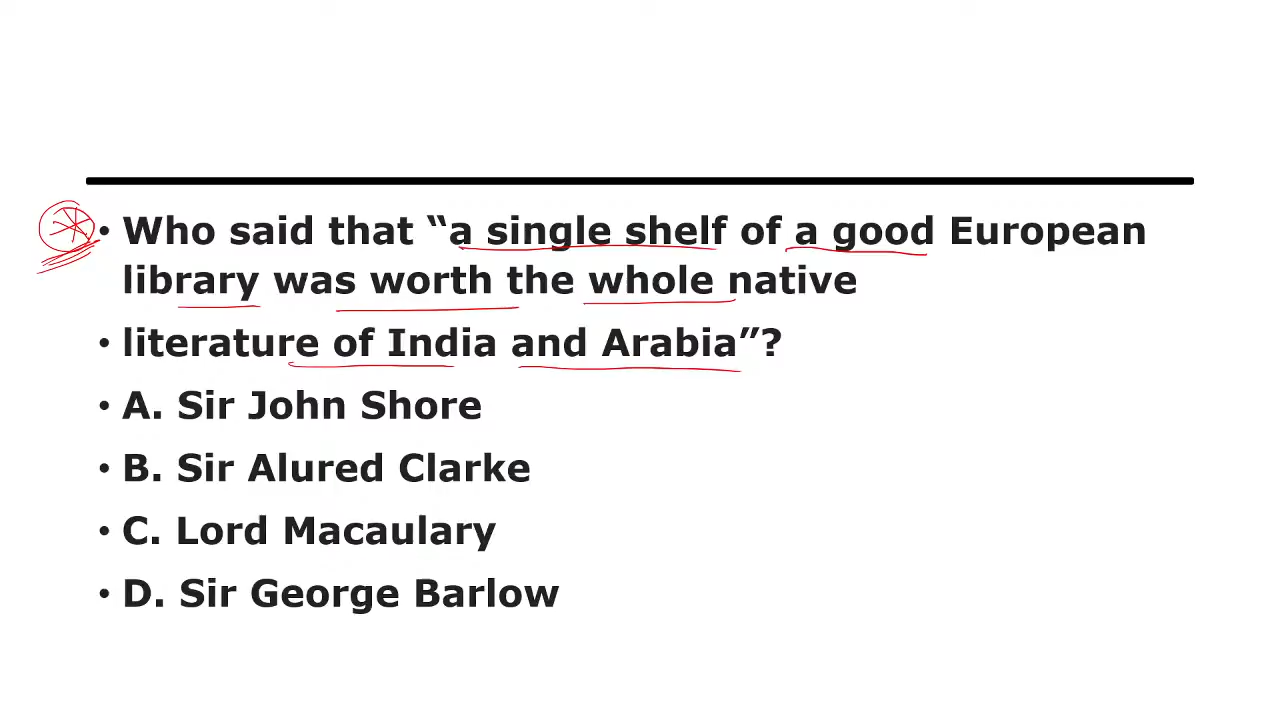 • Who said that “a single shelf of a good European
library was worth the whole native
• literature of India and Arabia”?
• A. Sir John Shore
• B. Sir Alured Clarke
• C. Lord Macaulary
• D. Sir George Barlow